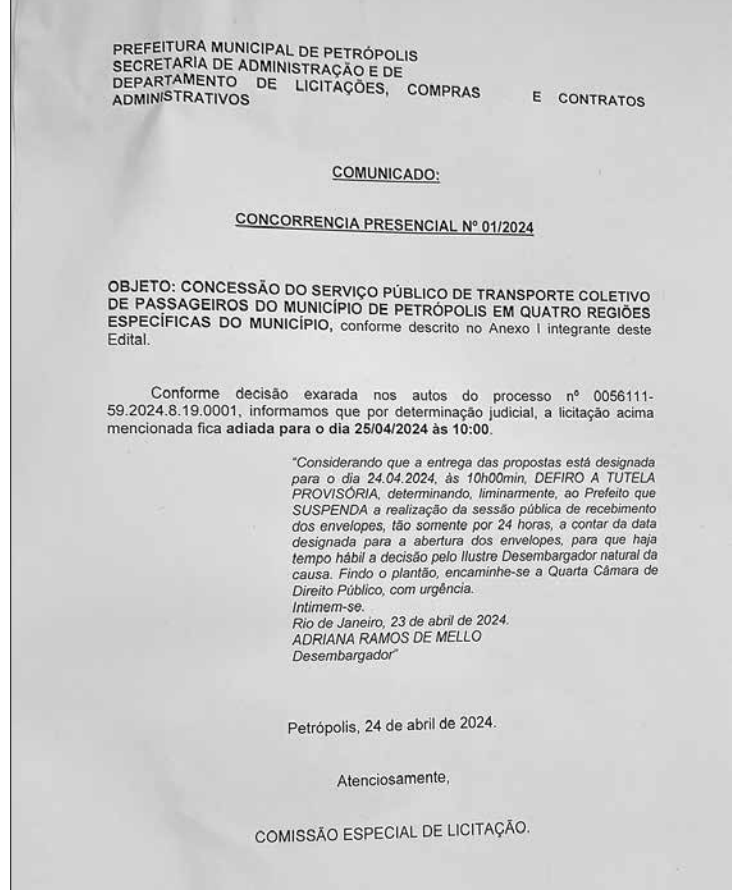 PREFEITURA MUNICIPAL DE PETRÓPOLIS
SECRETARIA DE ADMINISTRAÇÃO E DE
DEPARTAMENTO DE LICITAÇÕES, COMPRAS E CONTRATOS
ADMINISTRATIVOS
COMUNICADO:
CONCORRENCIA PRESENCIAL Nº 01/2024
OBJETO: CONCESSÃO DO SERVIÇO PÚBLICO DE TRANSPORTE COLETIVO
DE PASSAGEIROS DO MUNICÍPIO DE PETRÓPOLIS EM QUATRO REGIÕES
ESPECÍFICAS DO MUNICÍPIO, conforme descrito no Anexo I integrante deste
Edital.
Conforme decisão exarada nos autos do processo nº 0056111-
59.2024.8.19.0001, informamos que por determinação judicial, a licitação acima
mencionada fica adiada para o dia 25/04/2024 às 10:00.
"Considerando que a entrega das propostas está designada
para o dia 24.04.2024, às 10h00min, DEFIRO A TUTELA
PROVISÓRIA, determinando, liminarmente, ao Prefeito que
SUSPENDA a realização da sessão pública de recebimento
dos envelopes, tão somente por 24 horas, a contar da data
designada para a abertura dos envelopes, para que haja
tempo hábil a decisão pelo Ilustre Desembargador natural da
causa. Findo o plantão, encaminhe-se a Quarta Câmara de
Direito Público, com urgência.
Intimem-se.
Rio de Janeiro, 23 de abril de 2024.
ADRIANA RAMOS DE MELLO
Desembargador"
Petrópolis, 24 de abril de 2024.
Atenciosamente,
COMISSÃO ESPECIAL DE LICITAÇÃO.